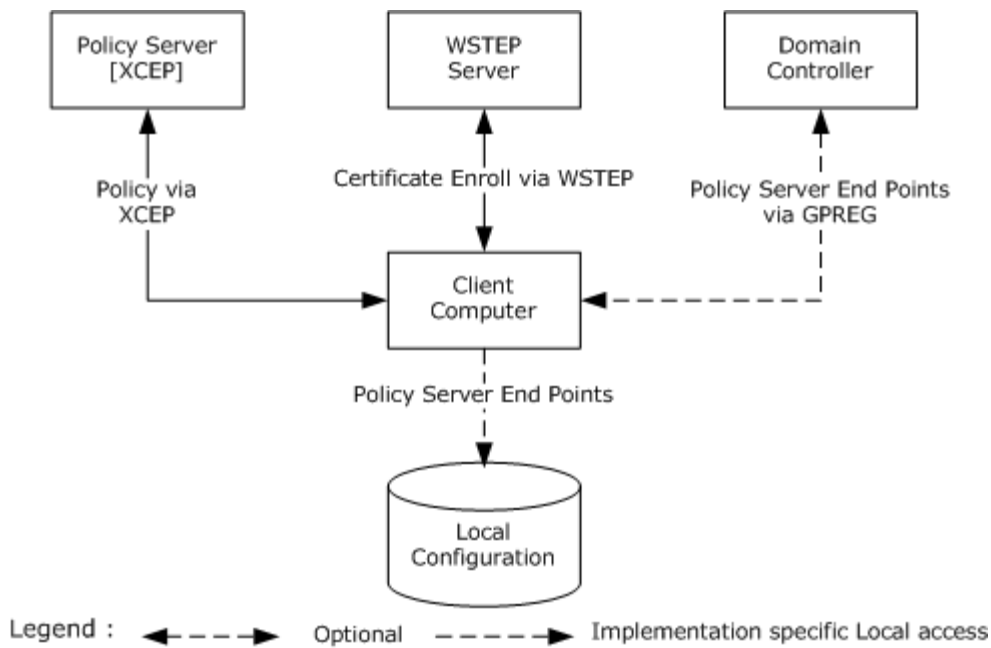 Policy Server
[XCEP]
WSTEP
Server
Domain
Controller
Policy via
XCEP
Certificate Enroll via WSTEP
Policy Server End Points
via GPREG
Client
Computer
Policy Server End Points
Local
Configuration
Legend :
Optional
Implementation specific Local access